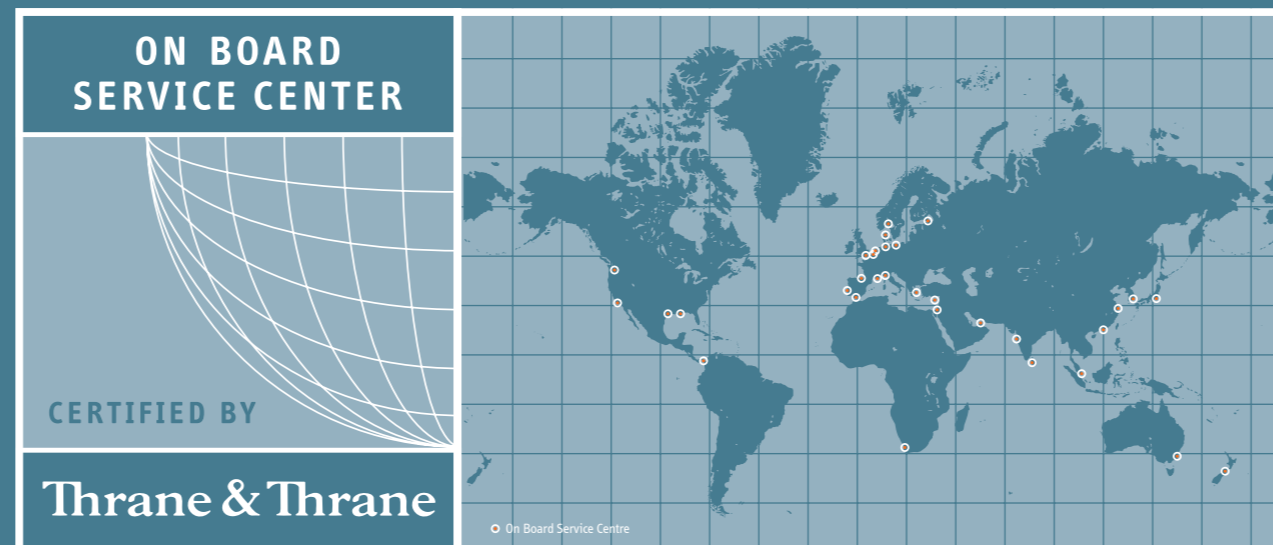 ON BOARD
SERVICE CENTER
CERTIFIED BY
Thrane & Thrane
On Board Service Centre